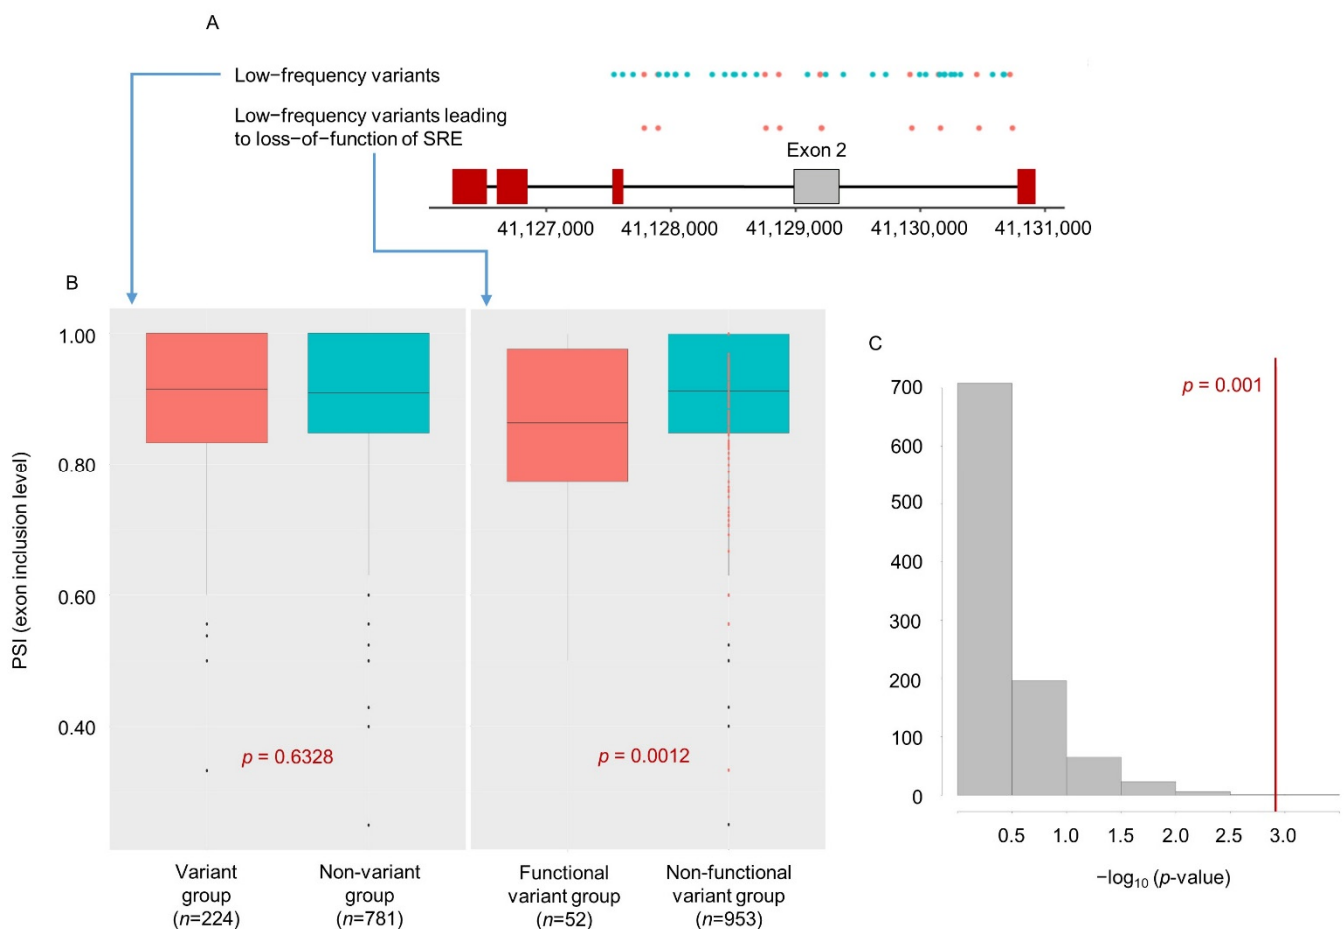 A
Low−frequency variants
Low−frequency variants leading
to loss−of−function of SRE
Exon 2
41,127,000 41,128,000 41,129,000 41,130,000 41,131,000
B
PSI (exon inclusion level)
1.00
0.80
0.60
0.40
p = 0.6328
p = 0.0012
Variant
group
(n=224)
Non-variant
group
(n=781)
Functional
variant group
(n=52)
Non-functional
variant group
(n=953)
C
p = 0.001
700
600
500
400
300
200
100
0
0.5 1.0 1.5 2.0 2.5 3.0
−log₁₀ (p-value)